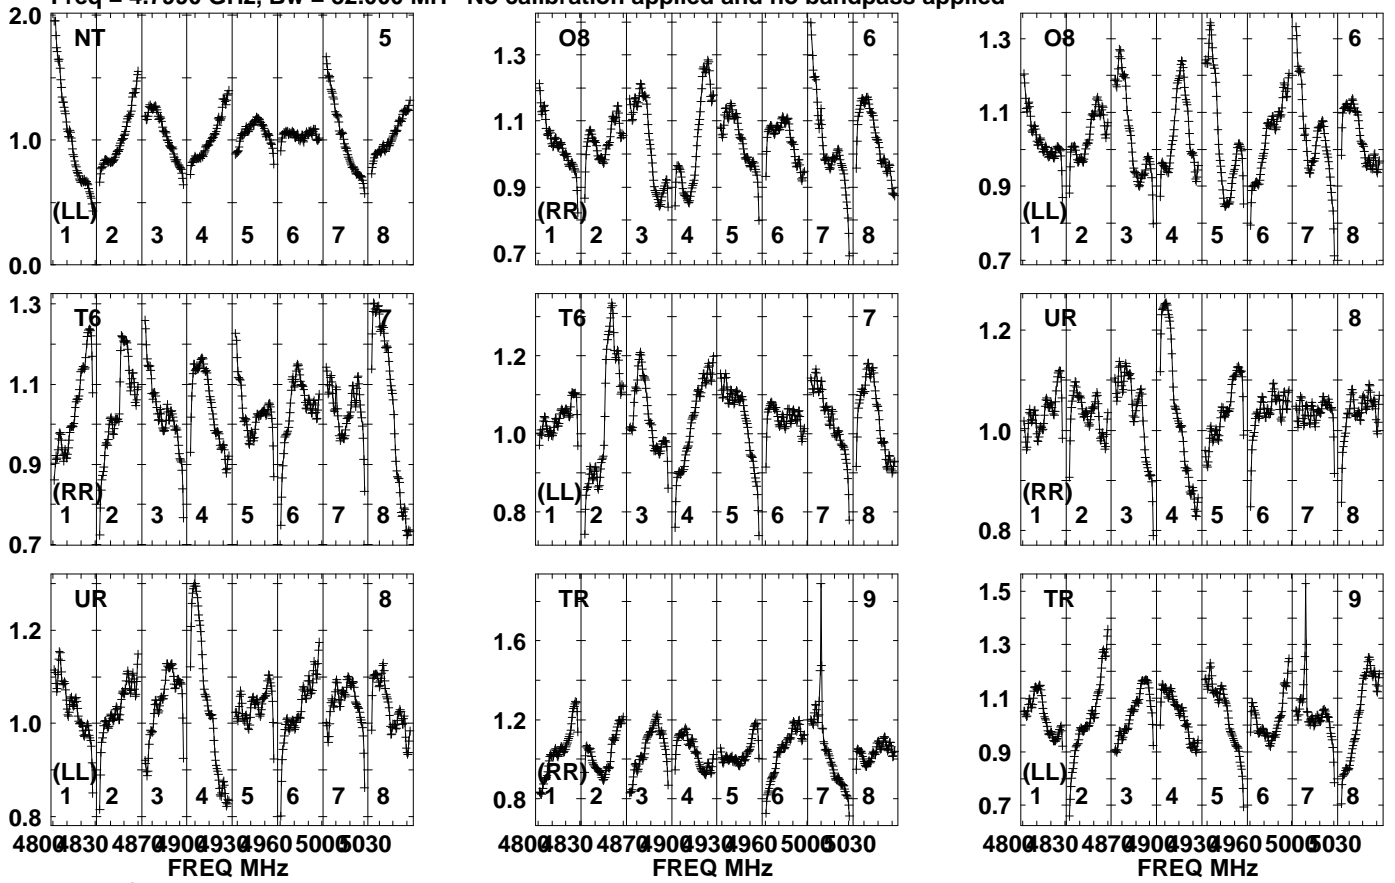 Freq = 4.7990 GHz, Bw = 32.000 MH No calibration applied and no bandpass applied
2.0 NT 5
1.0
(LL)
1 2 3 4 5 6 7 8
0.0
1.3 O8 6
1.1
0.9
(RR)
0.7 1 2 3 4 5 6 7 8
1.3 O8 6
1.1
0.9
(LL)
1 2 3 4 5 6 7 8
0.7
1.3 T6 7
1.1
0.9
(RR)
1 2 3 4 5 6 7 8
0.7
T6 7
1.2
1.0
(LL)
0.8 1 2 3 4 5 6 7 8
UR 8
1.2
1.0
(RR)
1 2 3 4 5 6 7 8
0.8
UR 8
1.2
1.0
(LL)
1 2 3 4 5 6 7 8
0.8
4800 4830 4870 4900 4930 4960 5000 5030
FREQ MHz
TR 9
1.6
1.2
(RR)
0.8 1 2 3 4 5 6 7 8
4800 4830 4870 4900 4930 4960 5000 5030
FREQ MHz
1.5 TR 9
1.3
1.1
0.9
(LL)
0.7 1 2 3 4 5 6 7 8
4800 4830 4870 4900 4930 4960 5000 5030
FREQ MHz